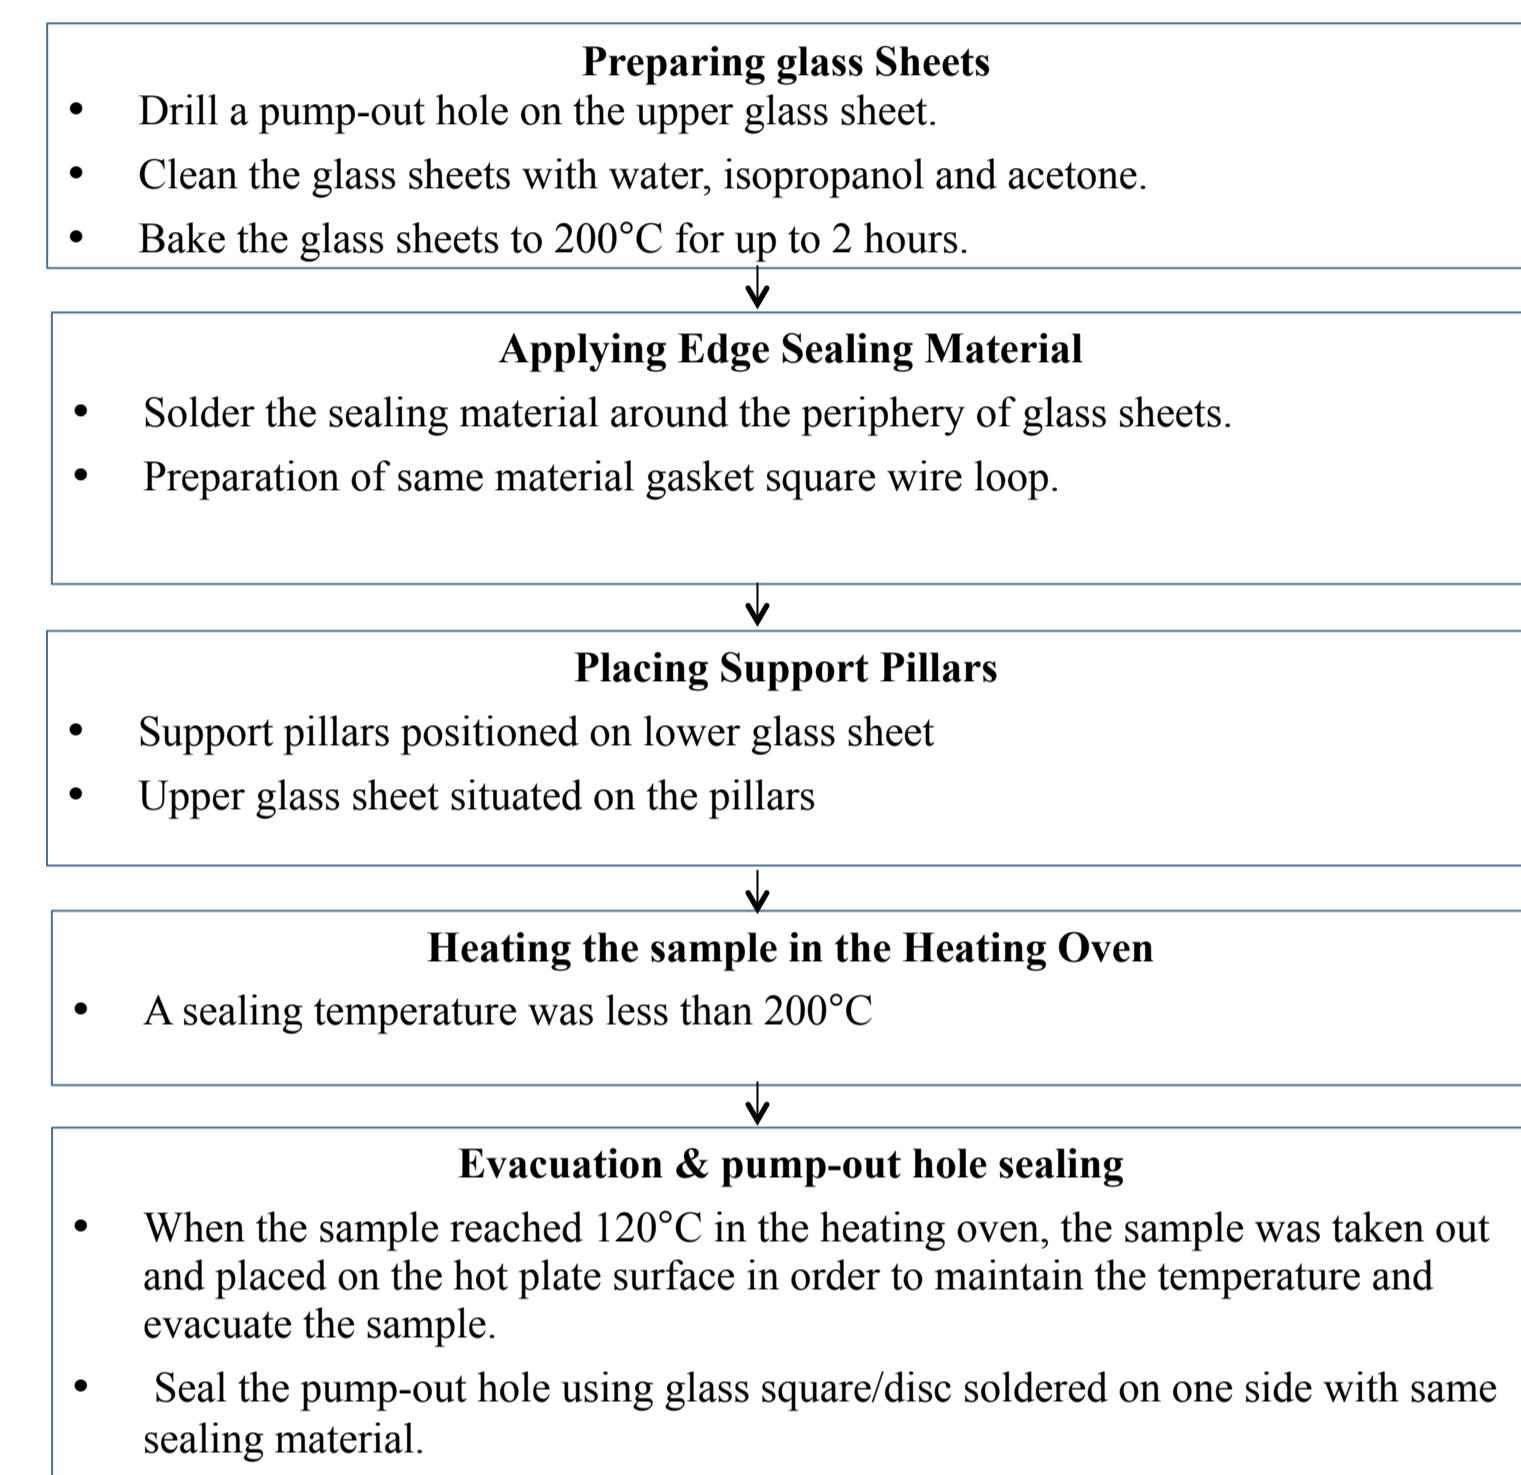 Preparing glass Sheets
• Drill a pump-out hole on the upper glass sheet.
• Clean the glass sheets with water, isopropanol and acetone.
• Bake the glass sheets to 200°C for up to 2 hours.
Applying Edge Sealing Material
• Solder the sealing material around the periphery of glass sheets.
• Preparation of same material gasket square wire loop.
Placing Support Pillars
• Support pillars positioned on lower glass sheet
• Upper glass sheet situated on the pillars
Heating the sample in the Heating Oven
• A sealing temperature was less than 200°C
Evacuation & pump-out hole sealing
• When the sample reached 120°C in the heating oven, the sample was taken out
and placed on the hot plate surface in order to maintain the temperature and
evacuate the sample.
• Seal the pump-out hole using glass square/disc soldered on one side with same
sealing material.